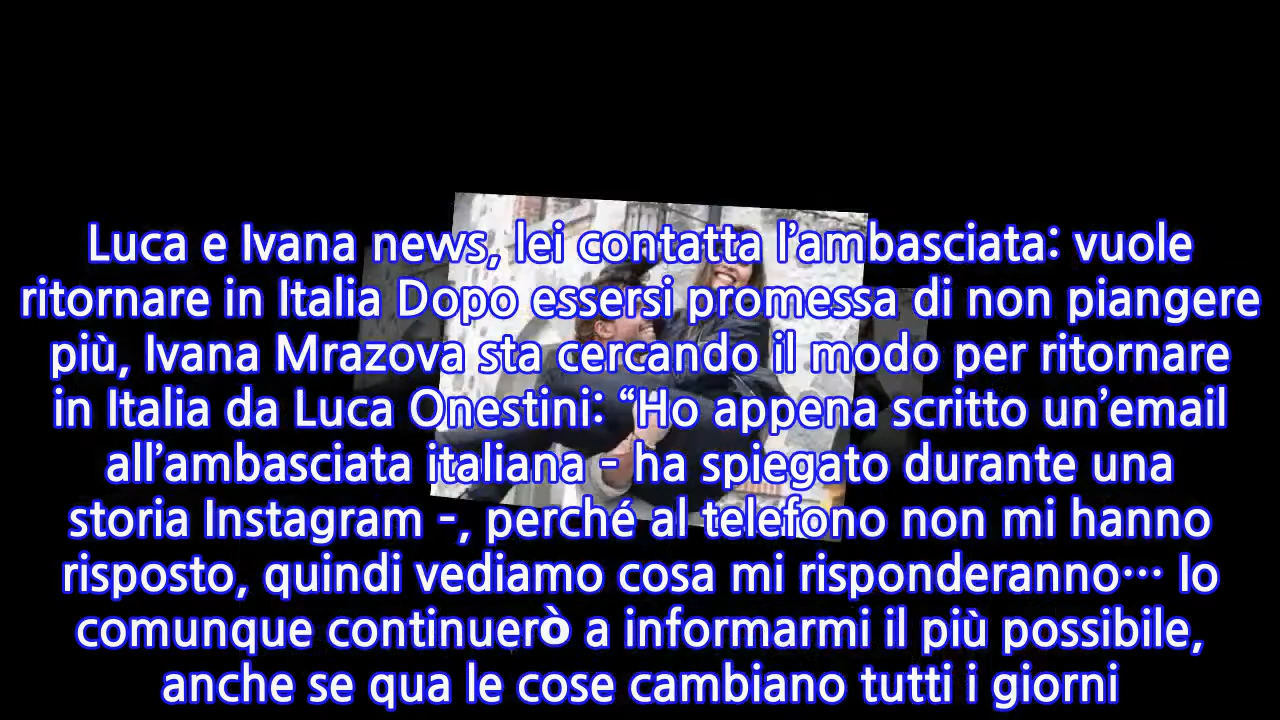 Luca e Ivana news, lei contatta l’ambasciata: vuole
ritornare in Italia Dopo essersi promessa di non piangere
più, Ivana Mrazova sta cercando il modo per ritornare
in Italia da Luca Onestini: “Ho appena scritto un’email
all’ambasciata italiana - ha spiegato durante una
storia Instagram -, perché al telefono non mi hanno
risposto, quindi vediamo cosa mi risponderanno… Io
comunque continuerò a informarmi il più possibile,
anche se qua le cose cambiano tutti i giorni